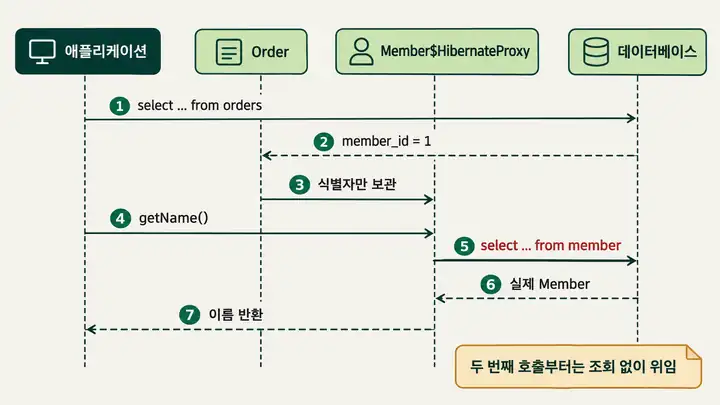 애플리케이션
Order
Member$HibernateProxy
데이터베이스
1 select ... from orders
2 member_id = 1
3 식별자만 보관
4 getName()
5 select ... from member
6 실제 Member
7 이름 반환
두 번째 호출부터는 조회 없이 위임